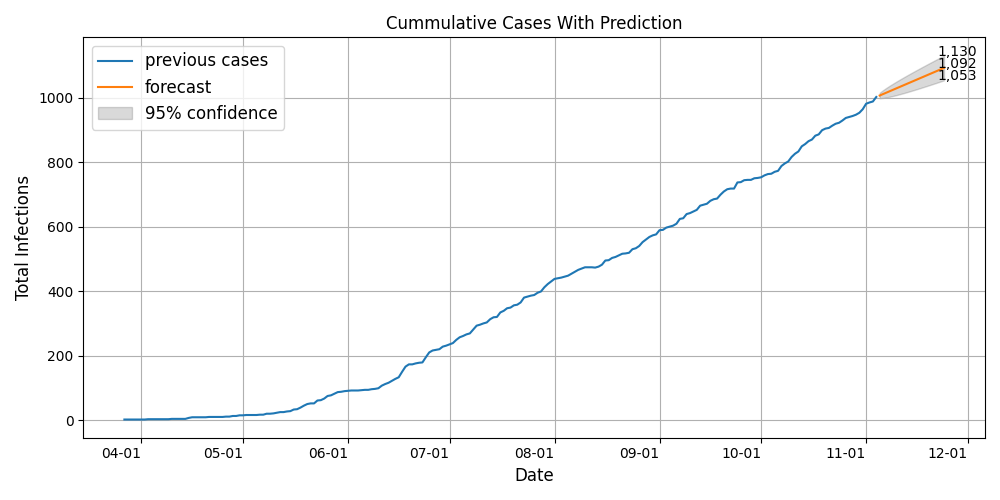 Cummulative Cases With Prediction
previous cases
forecast
95% confidence
1,130
1,092
1,053
1000
800
600
400
200
0
Total Infections
04-01 05-01 06-01 07-01 08-01 09-01 10-01 11-01 12-01
Date